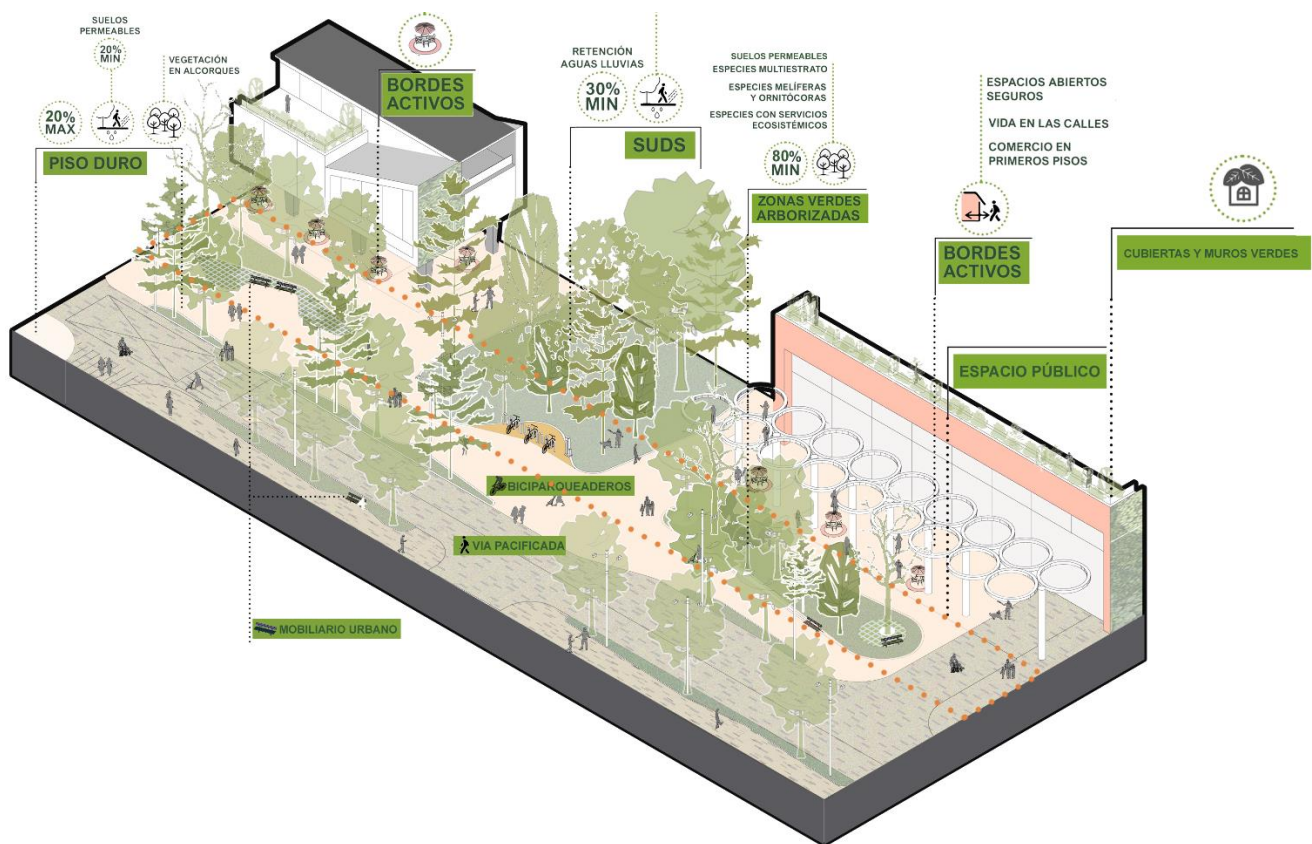 SUELOS
PERMEABLES
20%
MIN
VEGETACIÓN
EN ALCORQUES
20%
MAX
PISO DURO
BORDES
ACTIVOS
RETENCIÓN
AGUAS LLUVIAS
30%
MIN
SUDS
SUELOS PERMEABLES
ESPECIES MULTIESTRATO
ESPECIES MELÍFERAS
Y ORNITÓCORAS
ESPECIES CON SERVICIOS
ECOSISTÉMICOS
80%
MIN
ZONAS VERDES
ARBORIZADAS
ESPACIOS ABIERTOS
SEGUROS
VIDA EN LAS CALLES
COMERCIO EN
PRIMEROS PISOS
BORDES
ACTIVOS
CUBIERTAS Y MUROS VERDES
ESPACIO PÚBLICO
BICIPARQUEADEROS
VIA PACIFICADA
MOBILIARIO URBANO